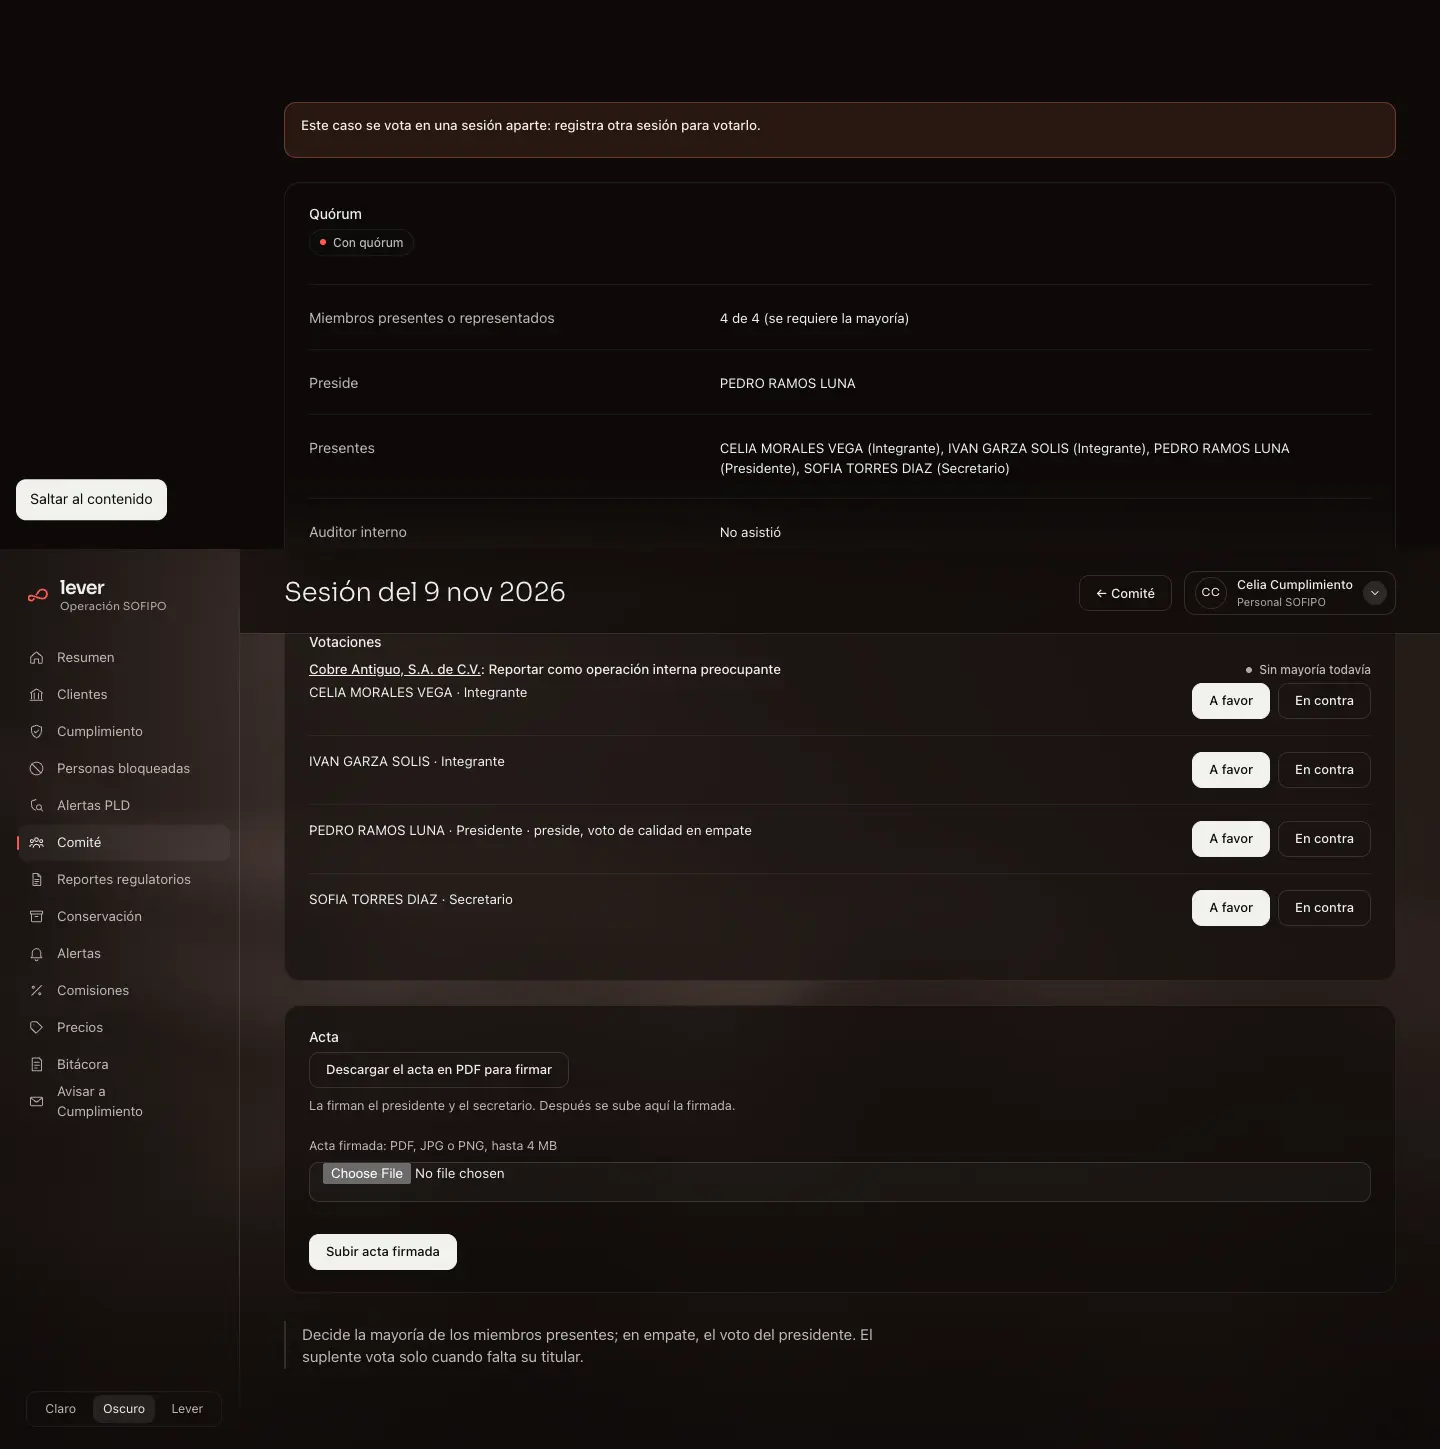 Este caso se vota en una sesión aparte: registra otra sesión para votarlo.
Quórum
Con quórum
Miembros presentes o representados
4 de 4 (se requiere la mayoría)
Preside
PEDRO RAMOS LUNA
Presentes
CELIA MORALES VEGA (Integrante), IVAN GARZA SOLIS (Integrante), PEDRO RAMOS LUNA
(Presidente), SOFIA TORRES DIAZ (Secretario)
Saltar al contenido
Auditor interno
No asistió
lever
Operación SOFIPO
Resumen
Clientes
Cumplimiento
Personas bloqueadas
Alertas PLD
Comité
Reportes regulatorios
Conservación
Alertas
Comisiones
Precios
Bitácora
Avisar a
Cumplimiento
Claro
Oscuro
Lever
Sesión del 9 nov 2026
← Comité
CC
Celia Cumplimiento
Personal SOFIPO
Votaciones
Cobre Antiguo, S.A. de C.V.: Reportar como operación interna preocupante
Sin mayoría todavía
CELIA MORALES VEGA · Integrante
A favor
En contra
IVAN GARZA SOLIS · Integrante
A favor
En contra
PEDRO RAMOS LUNA · Presidente · preside, voto de calidad en empate
A favor
En contra
SOFIA TORRES DIAZ · Secretario
A favor
En contra
Acta
Descargar el acta en PDF para firmar
La firman el presidente y el secretario. Después se sube aquí la firmada.
Acta firmada: PDF, JPG o PNG, hasta 4 MB
Choose File No file chosen
Subir acta firmada
Decide la mayoría de los miembros presentes; en empate, el voto del presidente. El
suplente vota solo cuando falta su titular.